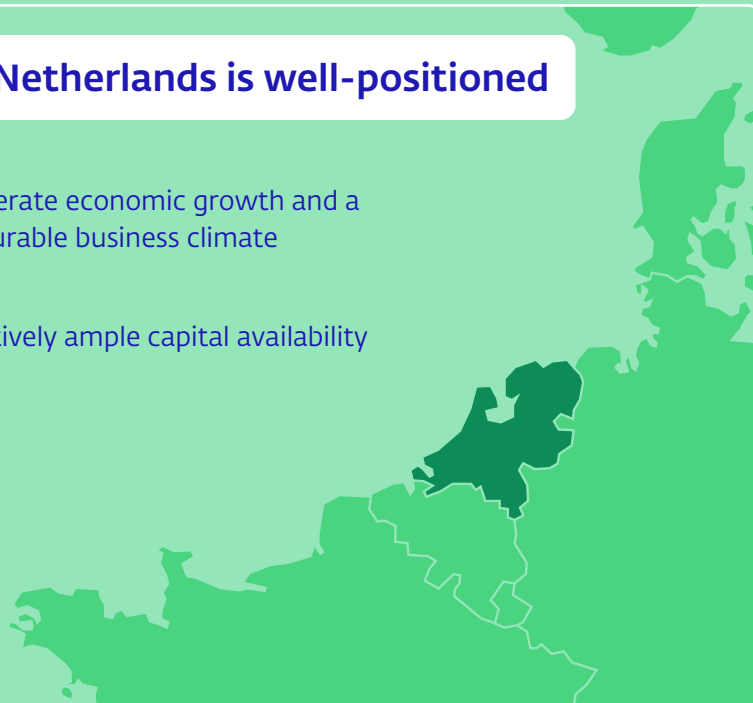 Netherlands is well-positioned
erate economic growth and a
urable business climate
tively ample capital availability